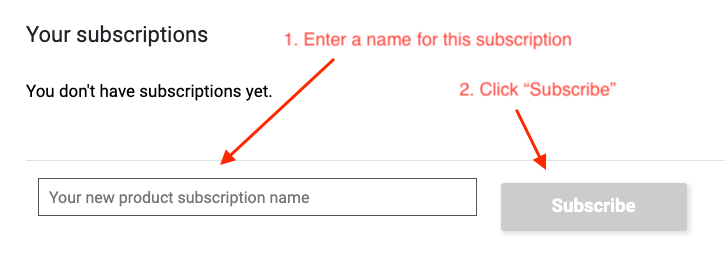 Your subscriptions
1. Enter a name for this subscription
You don't have subscriptions yet.
2. Click “Subscribe”
Your new product subscription name
Subscribe